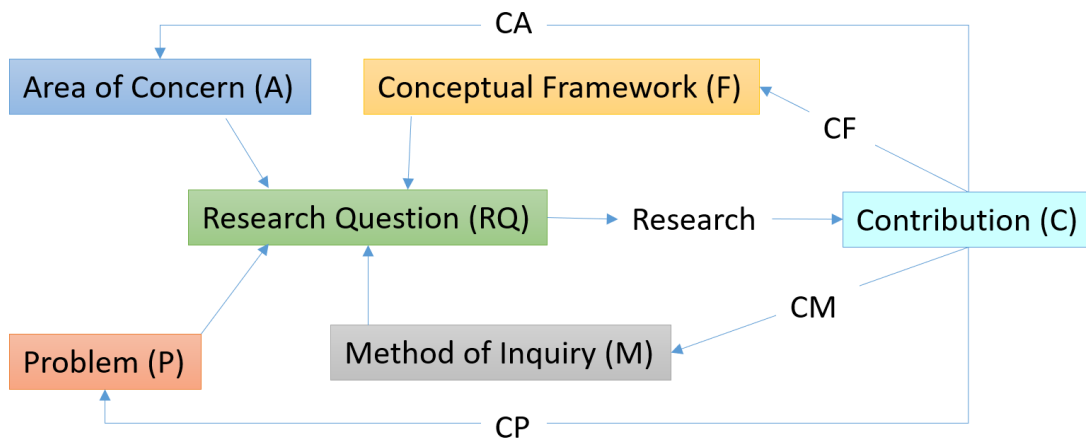 CA
Area of Concern (A)
Conceptual Framework (F)
CF
Research Question (RQ)
Research
Contribution (C)
CM
Problem (P)
Method of Inquiry (M)
CP